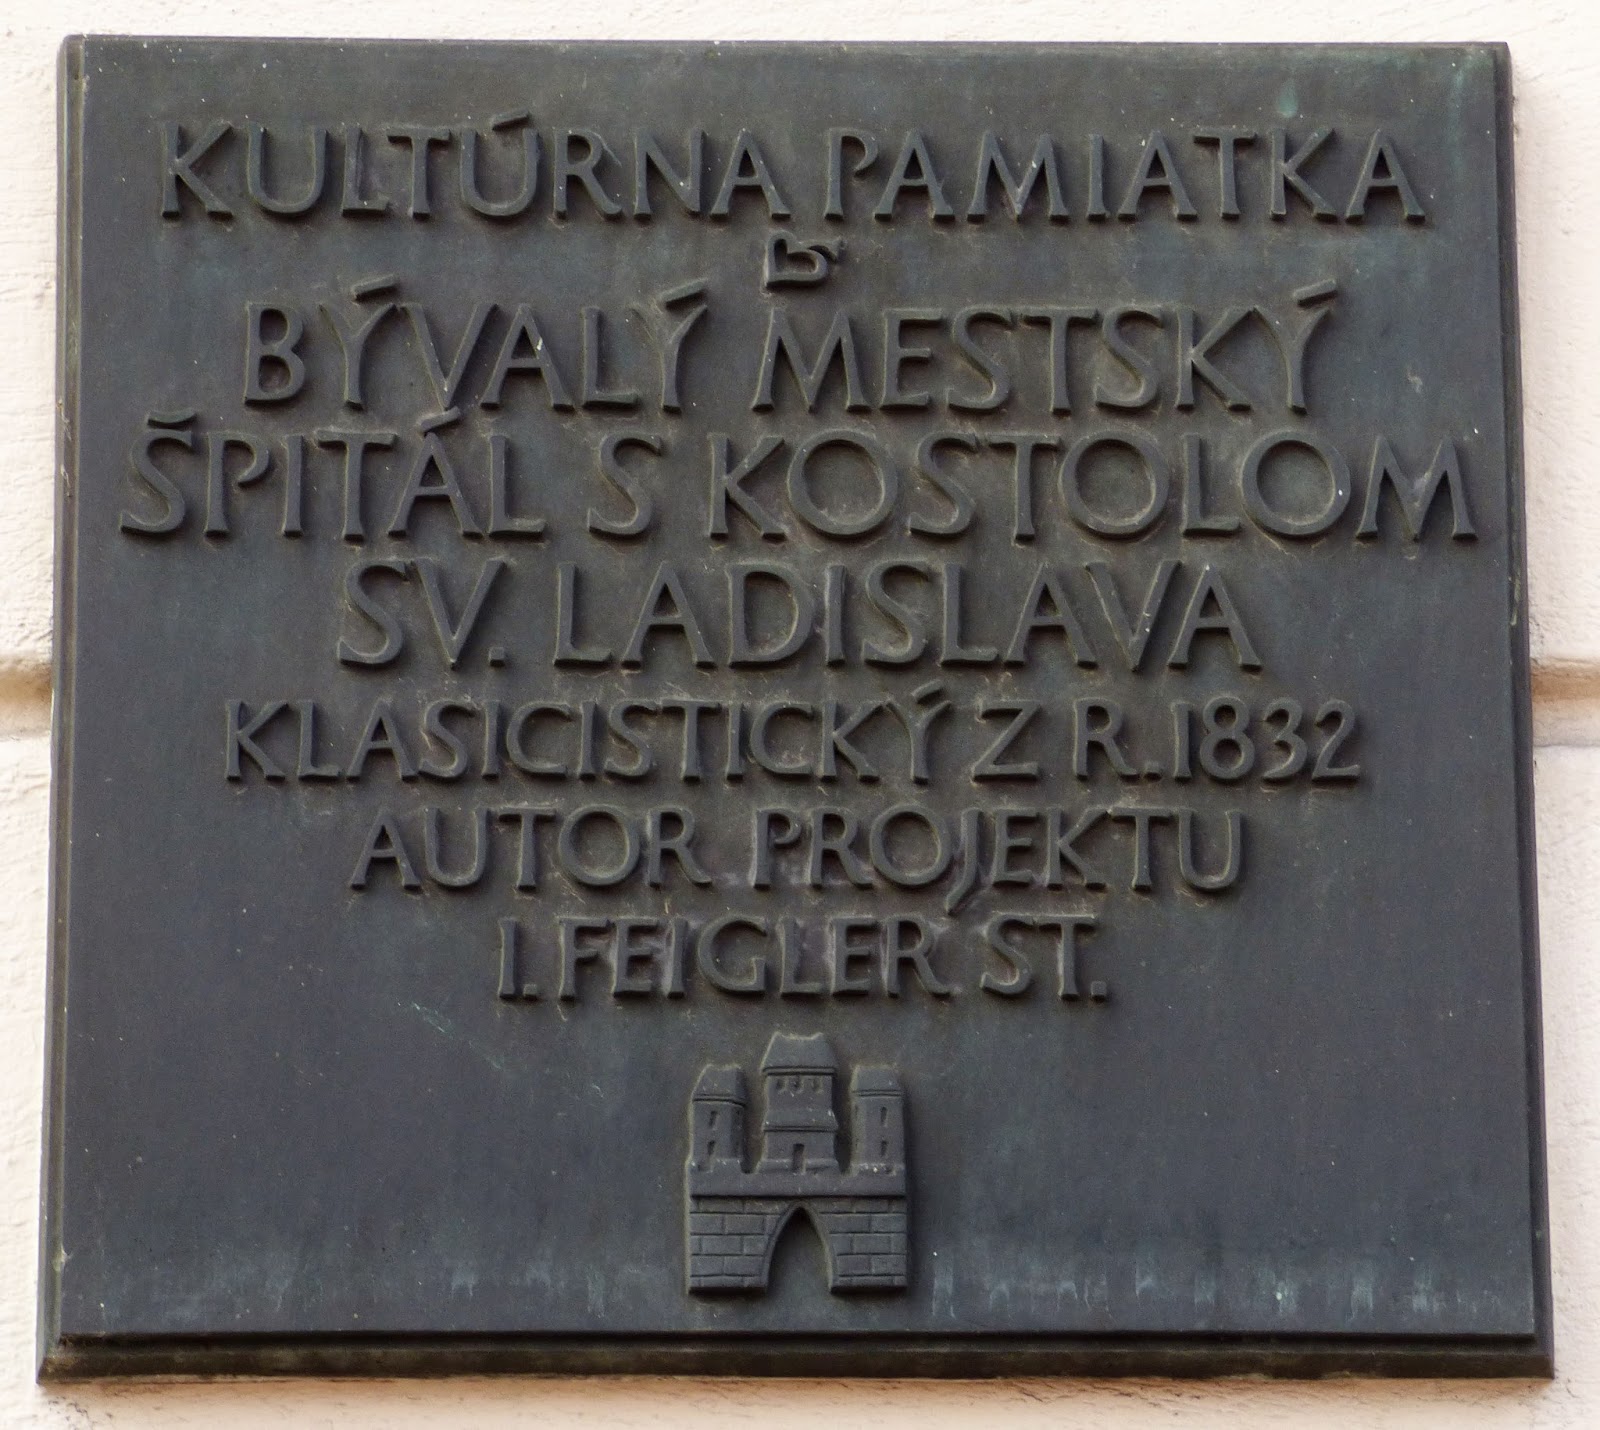 KULTÚRNA PAMIATKA
BÝVALÝ MESTSKÝ
ŠPITÁL S KOSTOLOM
SV. LADISLAVA
KLASICISTICKÝ Z R.1832
AUTOR PROJEKTU
I. FEIGLER ST.